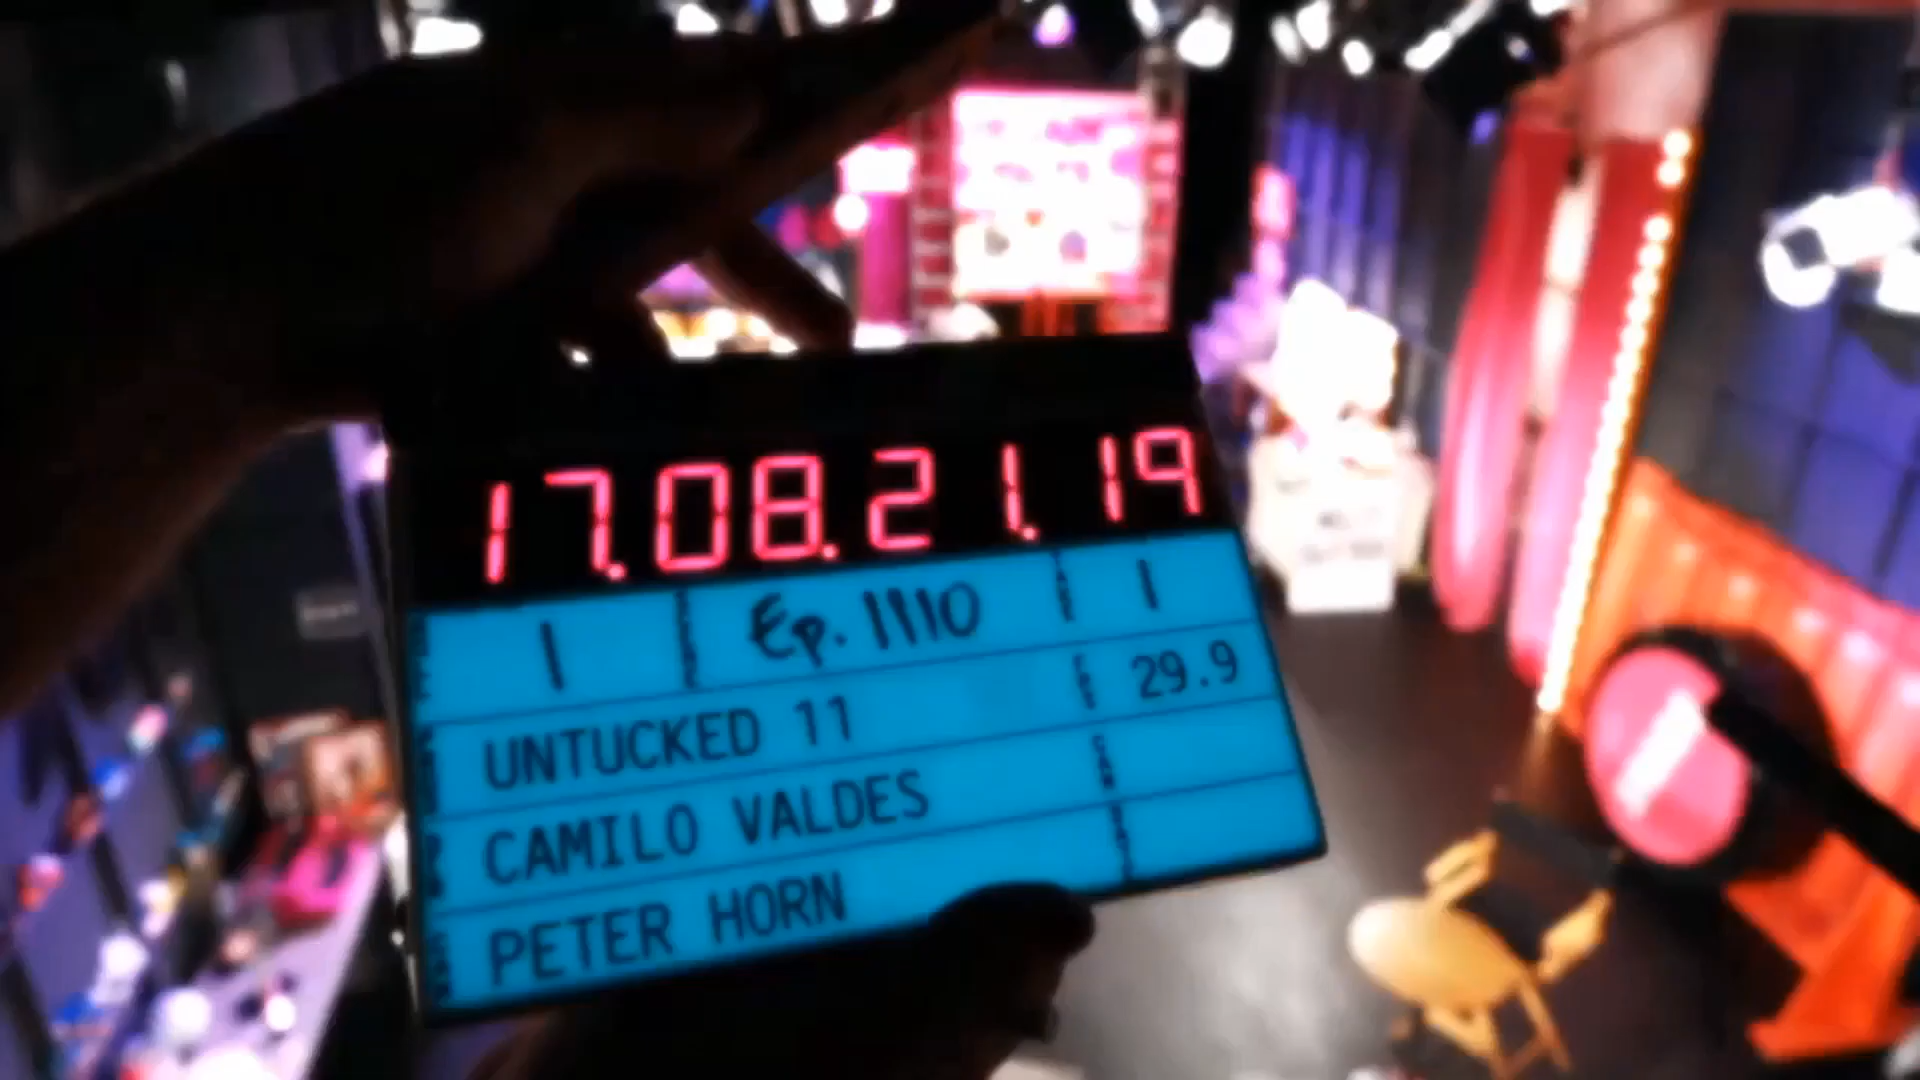 17.08.21.19
1 Ep. 1110 1
UNTUCKED 11 29.9
CAMILO VALDES
PETER HORN